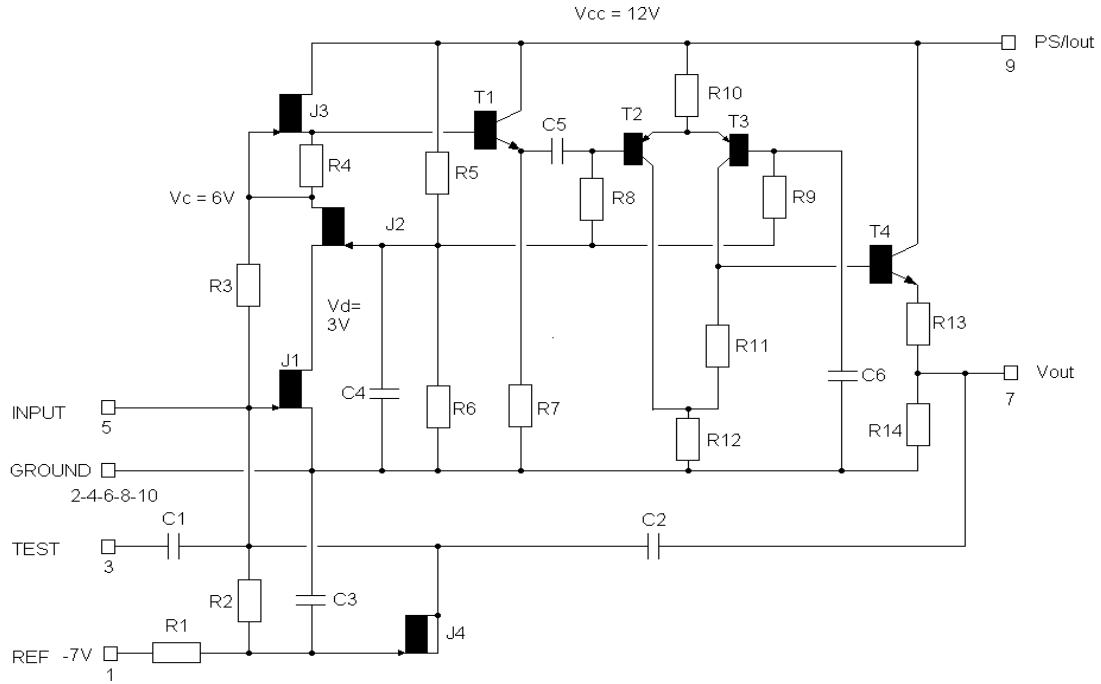 Vcc = 12V
PS/Iout
9
J3
T1
R10
T2
T3
C5
R4
R5
R8
R9
Vc = 6V
J2
T4
R3
Vd=
3V
R13
R11
J1
C4
C6
Vout
7
R6
R7
INPUT
5
R14
R12
GROUND
2-4-6-8-10
C1
C2
TEST
3
R2
C3
R1
J4
REF -7V
1